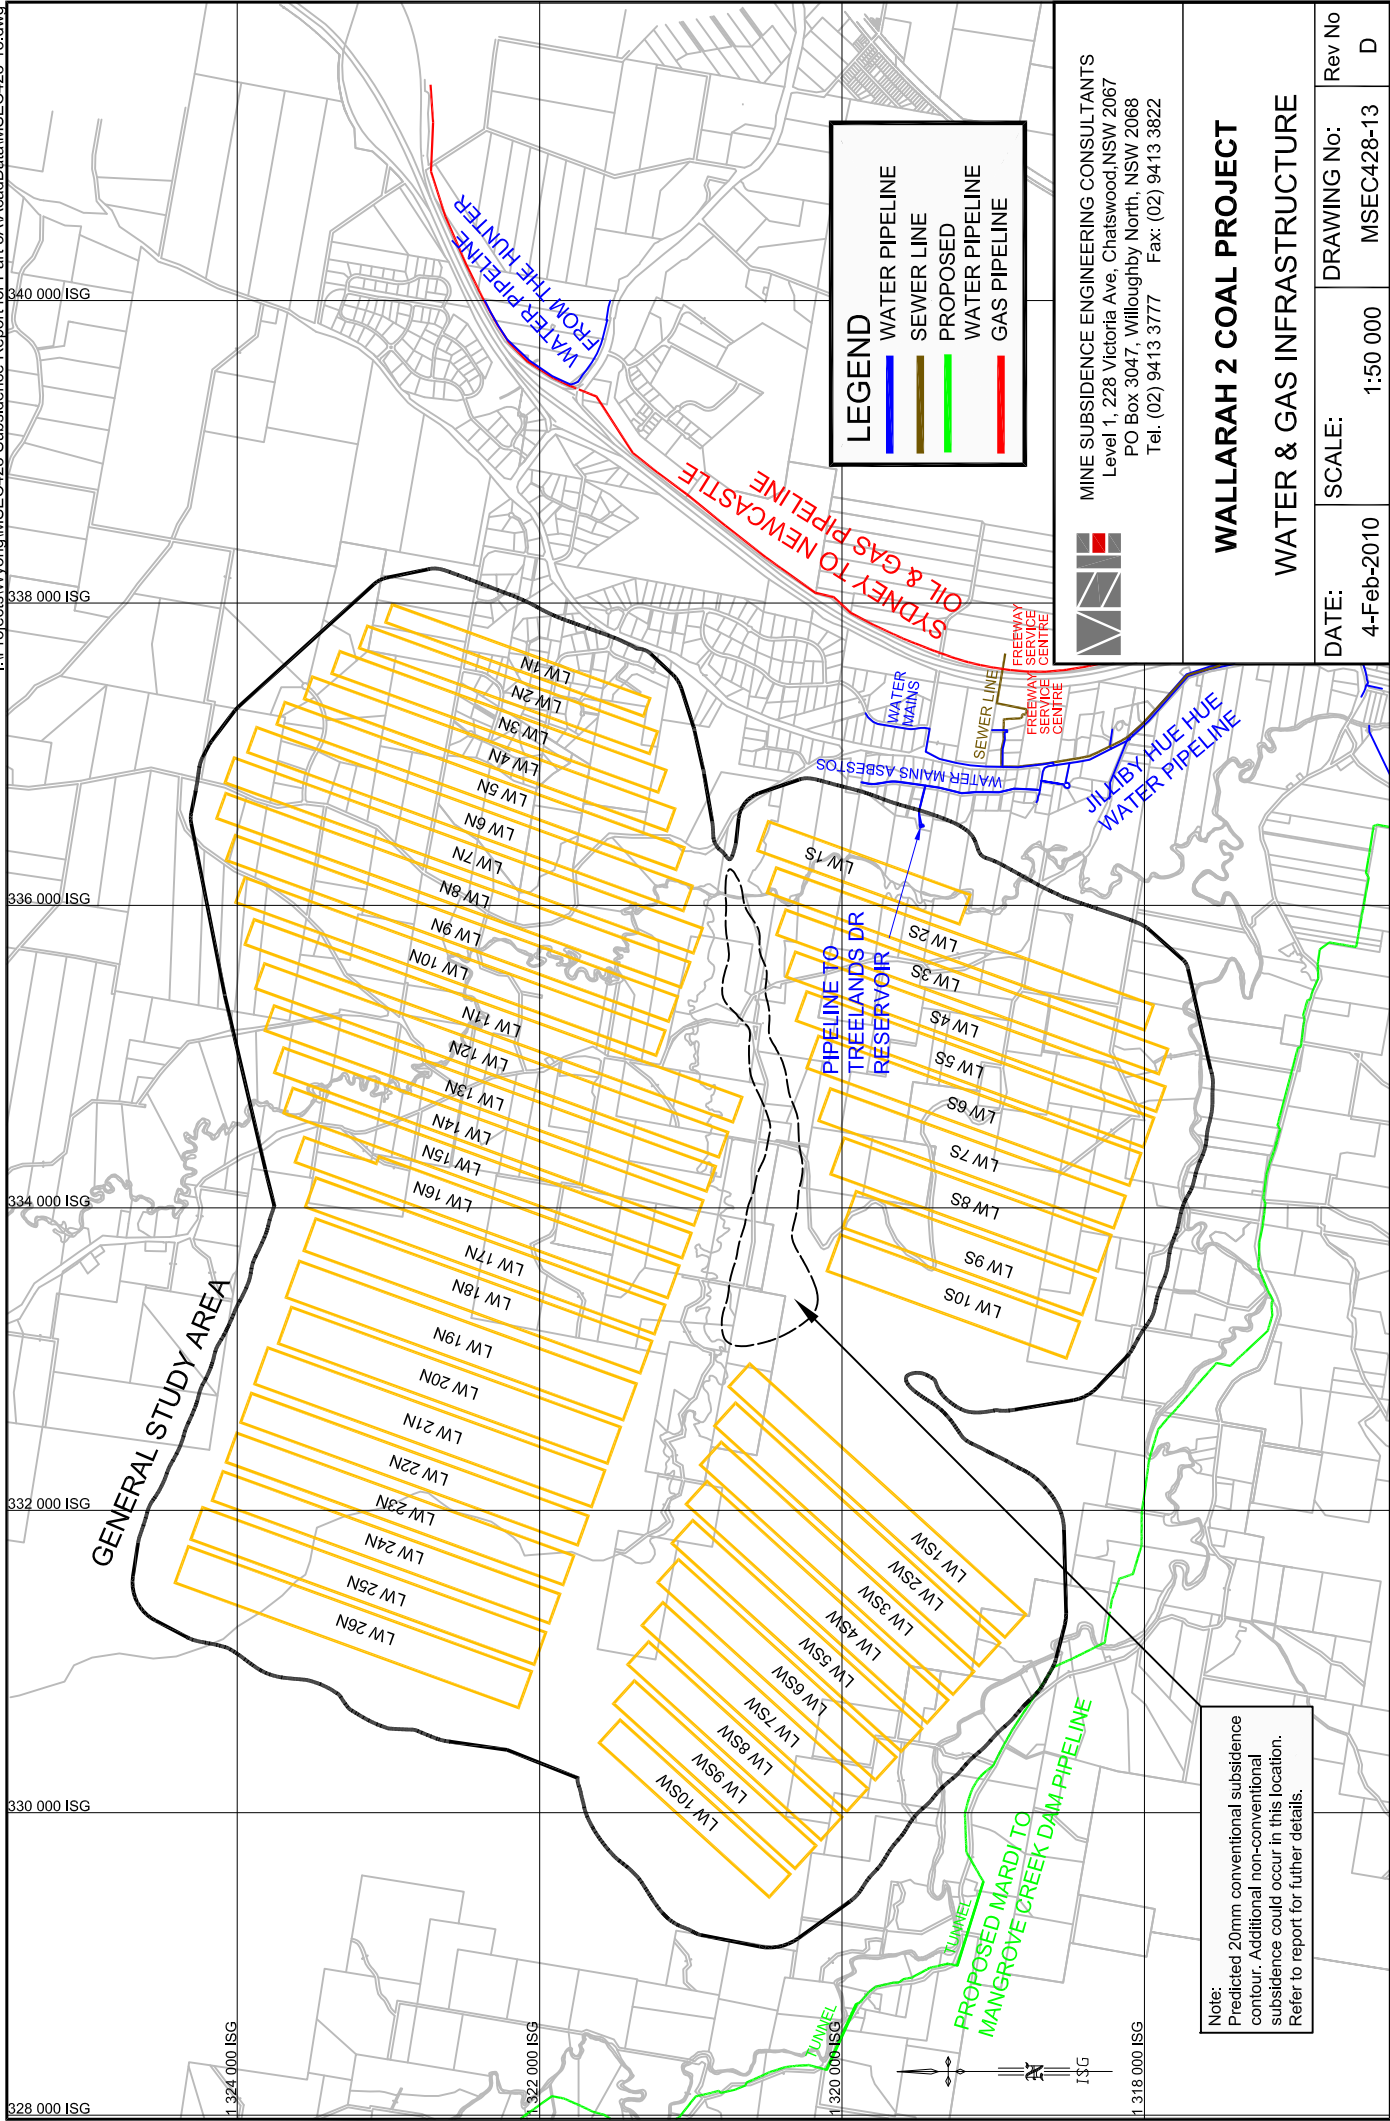 340 000 ISG
338 000 ISG
336 000 ISG
334 000 ISG
332 000 ISG
330 000 ISG
328 000 ISG
1 324 000 ISG
1 322 000 ISG
1 320 000 ISG
1 318 000 ISG
GENERAL STUDY AREA
LW 1N
LW 2N
LW 3N
LW 4N
LW 5N
LW 6N
LW 7N
LW 8N
LW 9N
LW 10N
LW 11N
LW 12N
LW 13N
LW 14N
LW 15N
LW 16N
LW 17N
LW 18N
LW 19N
LW 20N
LW 21N
LW 22N
LW 23N
LW 24N
LW 25N
LW 26N
LW 1S
LW 2S
LW 3S
LW 4S
LW 5S
LW 6S
LW 7S
LW 8S
LW 9S
LW 10S
LW 1SW
LW 2SW
LW 3SW
LW 4SW
LW 5SW
LW 6SW
LW 7SW
LW 8SW
LW 9SW
LW 10SW
WATER PIPELINE
FROM THE HUNTER
SYDNEY TO NEWCASTLE
OIL & GAS PIPELINE
WATER
MAINS
WATER MAINS ASBESTOS
SEWER LINE
FREEWAY
SERVICE
CENTRE
FREEWAY
SERVICE
CENTRE
JILLIBY HUE HUE
WATER PIPELINE
PIPELINE TO
TREELANDS DR
RESERVOIR
TUNNEL
TUNNEL
PROPOSED MARDI TO
MANGROVE CREEK DAM PIPELINE
N
ISG
Note:
Predicted 20mm conventional subsidence
contour. Additional non-conventional
subsidence could occur in this location.
Refer to report for futher details.
LEGEND
WATER PIPELINE
SEWER LINE
PROPOSED
WATER PIPELINE
GAS PIPELINE
MINE SUBSIDENCE ENGINEERING CONSULTANTS
Level 1, 228 Victoria Ave, Chatswood,NSW 2067
PO Box 3047, Willoughby North, NSW 2068
Tel. (02) 9413 3777 Fax: (02) 9413 3822
WALLARAH 2 COAL PROJECT
WATER & GAS INFRASTRUCTURE
DATE:
4-Feb-2010
SCALE:
1:50 000
DRAWING No:
MSEC428-13
Rev No
D